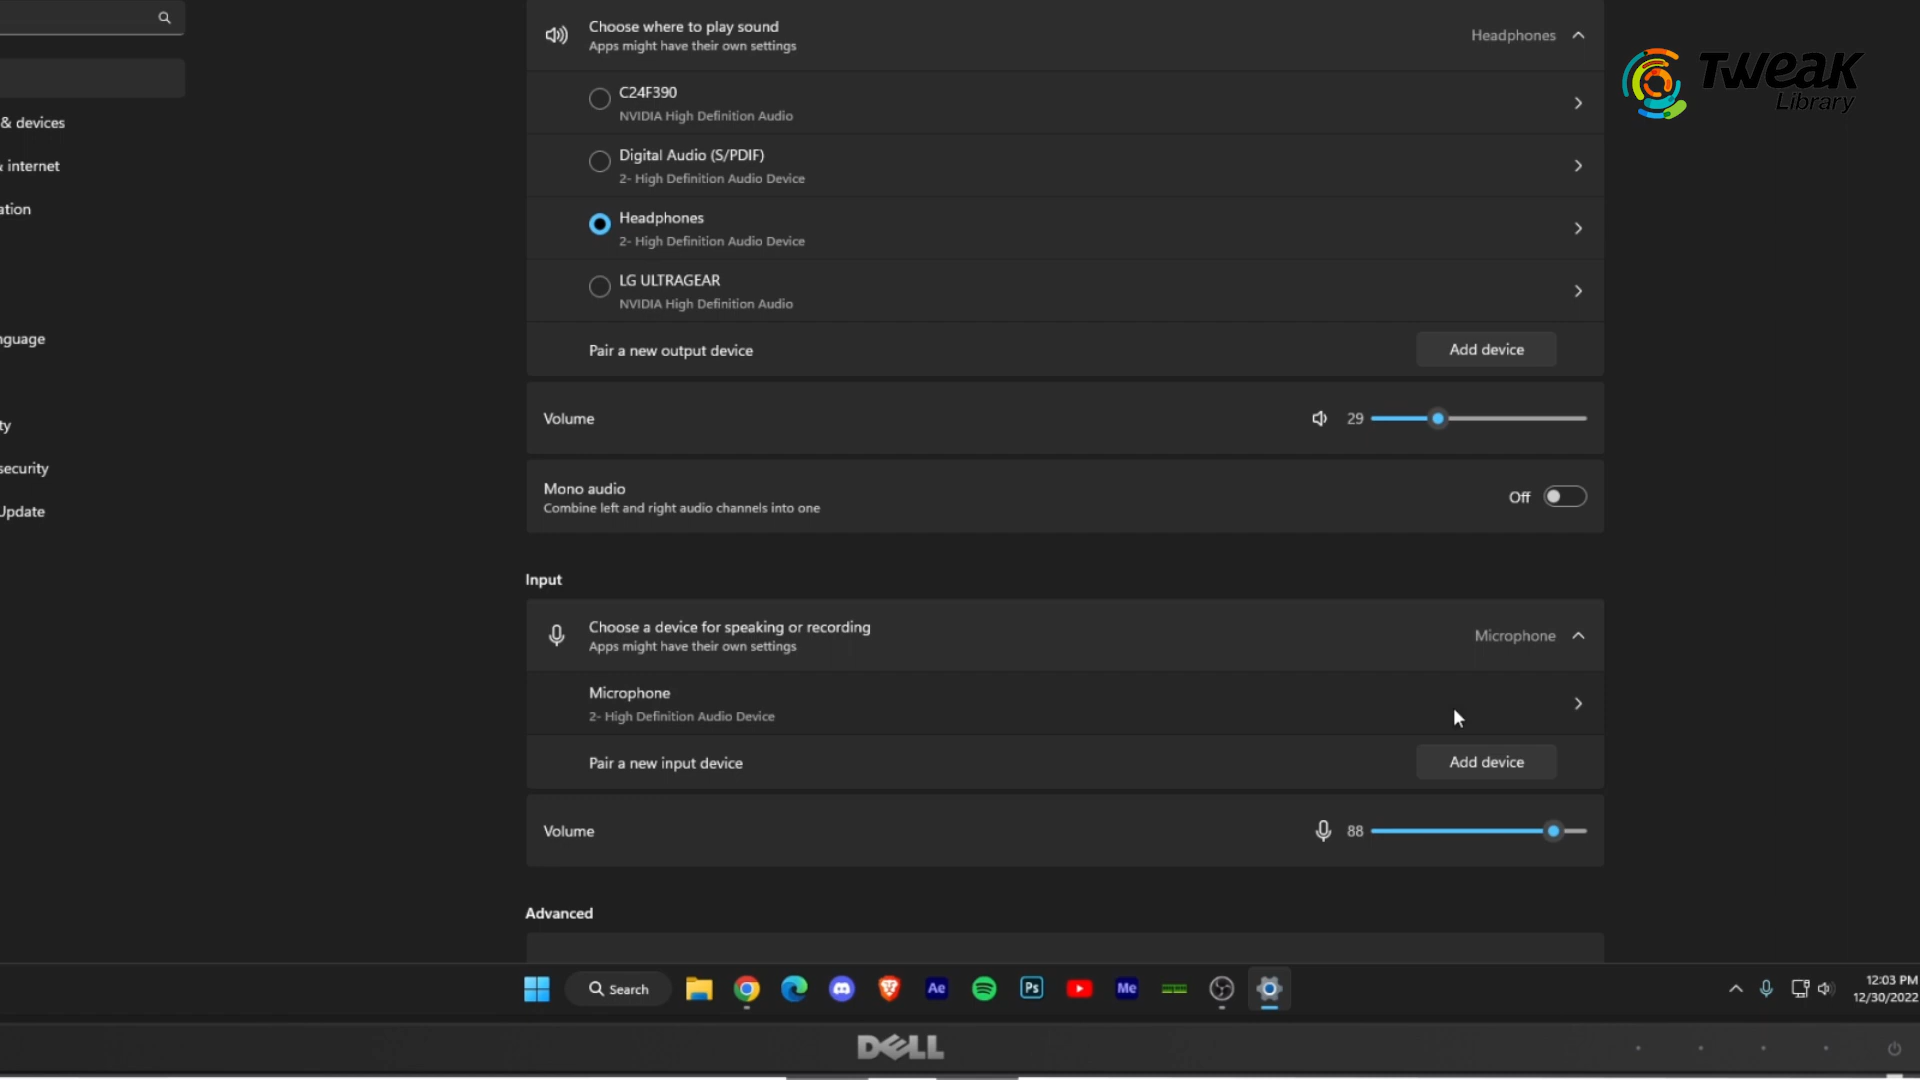 Choose where to play sound
Apps might have their own settings
Headphones
TWEAK
Library
C24F390
NVIDIA High Definition Audio
& devices
Digital Audio (S/PDIF)
2- High Definition Audio Device
internet
ation
Headphones
2- High Definition Audio Device
LG ULTRAGEAR
NVIDIA High Definition Audio
nguage
Pair a new output device
Add device
Volume
29
ty
security
Mono audio
Combine left and right audio channels into one
Off
Update
Input
Choose a device for speaking or recording
Apps might have their own settings
Microphone
Microphone
2- High Definition Audio Device
Pair a new input device
Add device
Volume
88
Advanced
Search
Ae
Ps
Me
12:03 PM
12/30/2022
DELL